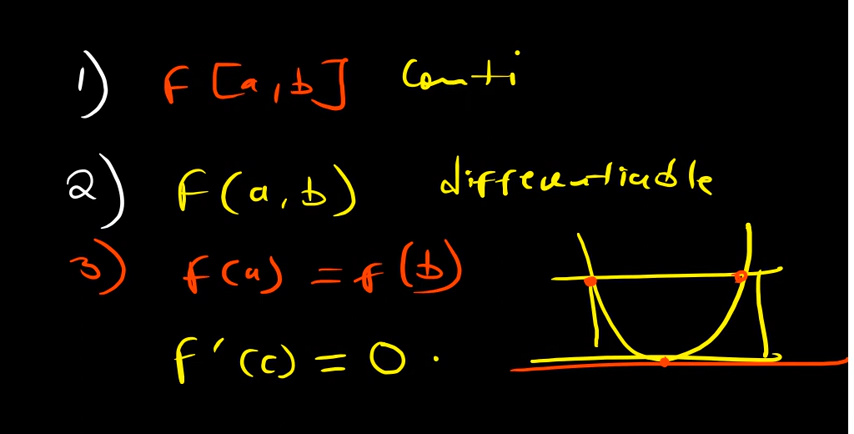 1) F [a, b] conti
2) F (a, b) differentiable
3) f(a) = f(b)
F'(c) = 0.